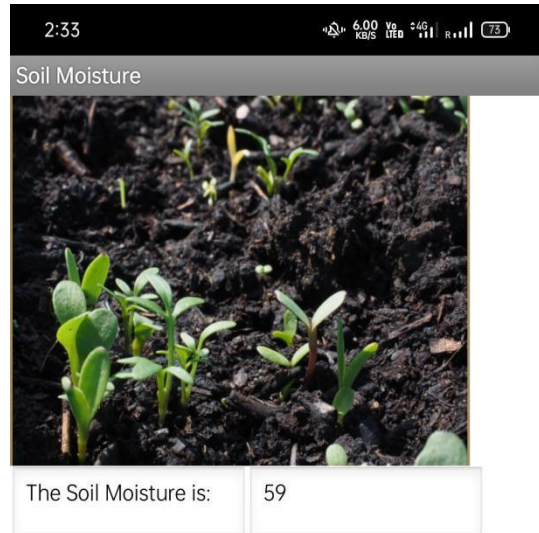 2:33 6.00 KB/S Vo LTE 4G R 73
Soil Moisture
The Soil Moisture is: 59